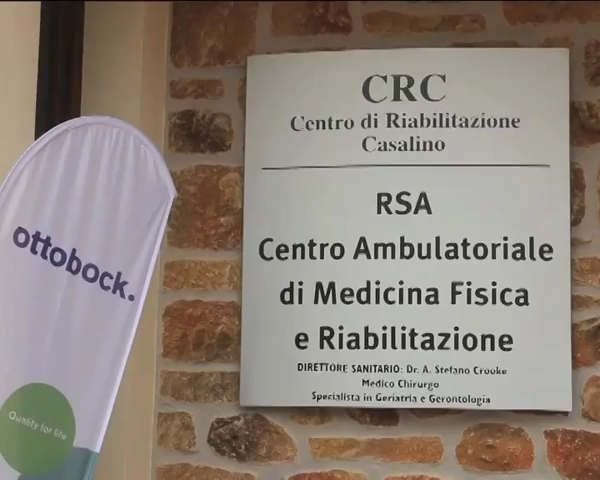 CRC
Centro di Riabilitazione
Casalino
RSA
Centro Ambulatoriale
di Medicina Fisica
e Riabilitazione
DIRETTORE SANITARIO: Dr. A. Stefano Crooke
Medico Chirurgo
Specialista in Geriatria e Gerontologia
ottobock.
Quality for life